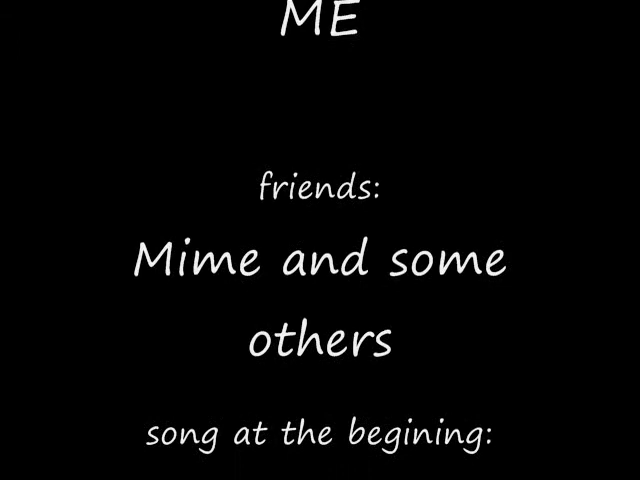 ME
friends:
Mime and some
others
song at the begining: